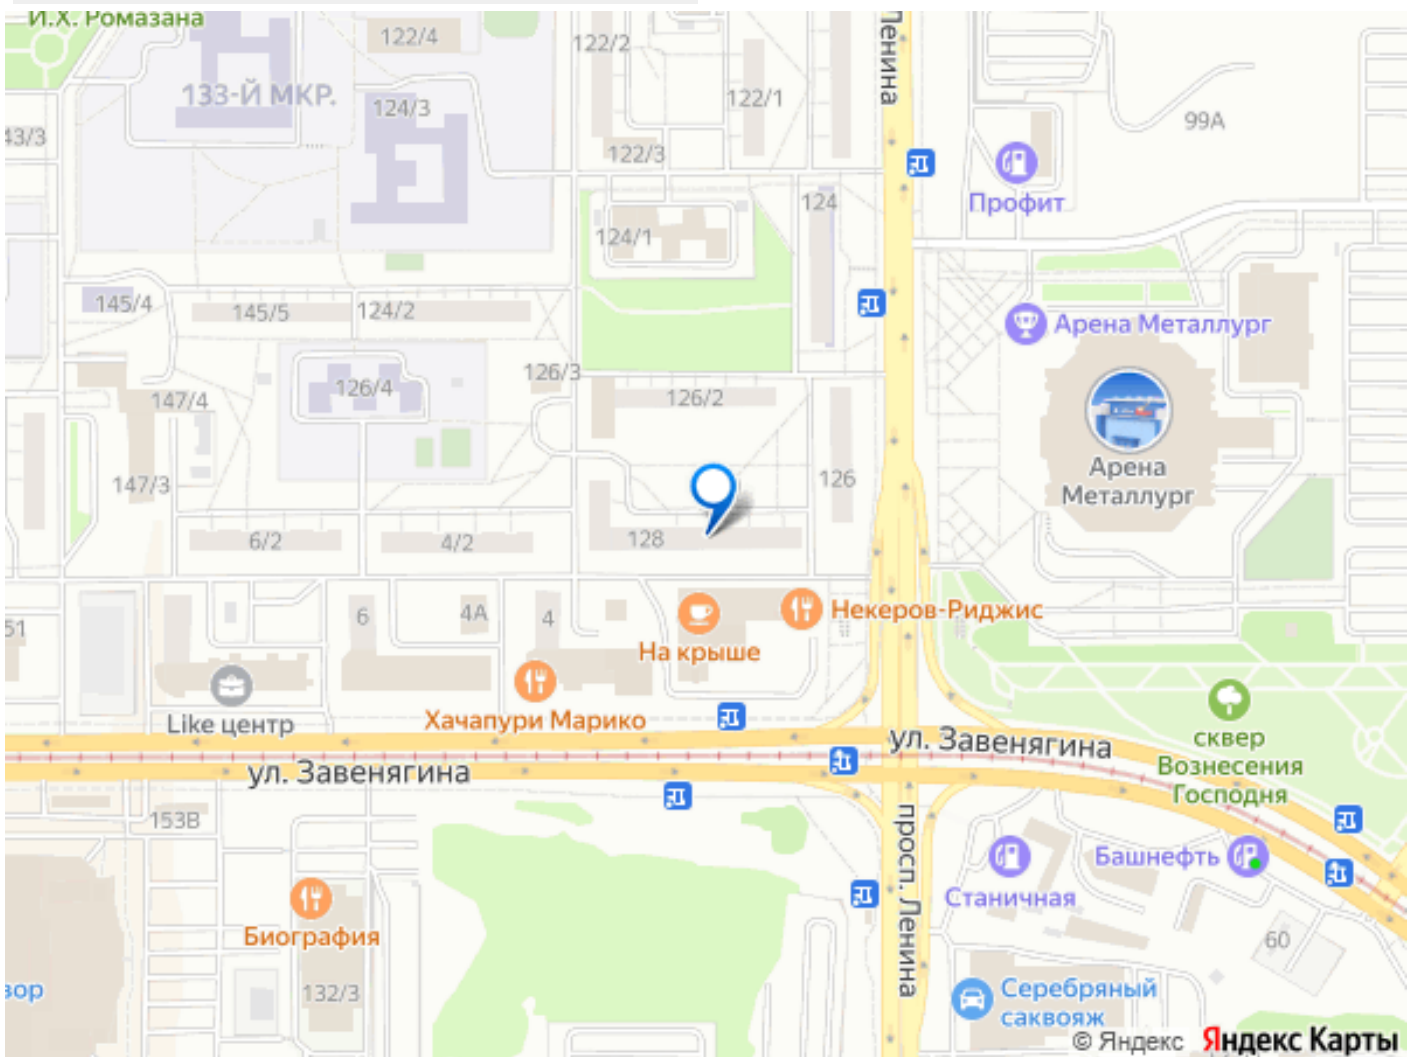 И.Х. Ромазана
122/4
122/2
Ленина
133-Й МКР.
124/3
122/1
99А
43/3
122/3
Профит
124
124/1
145/4
145/5
124/2
Арена Металлург
126/3
126/4
147/4
126/2
Арена
Металлург
147/3
126
6/2
4/2
128
51
6
4А
4
Некеров-Риджис
На крыше
Like центр
Хачапури Марико
ул. Завенягина
сквер
Вознесения
Господня
ул. Завенягина
153В
просп. Ленина
Башнефть
Станичная
Биография
60
132/3
зор
Серебряный
саквояж
© Яндекс Яндекс Карты